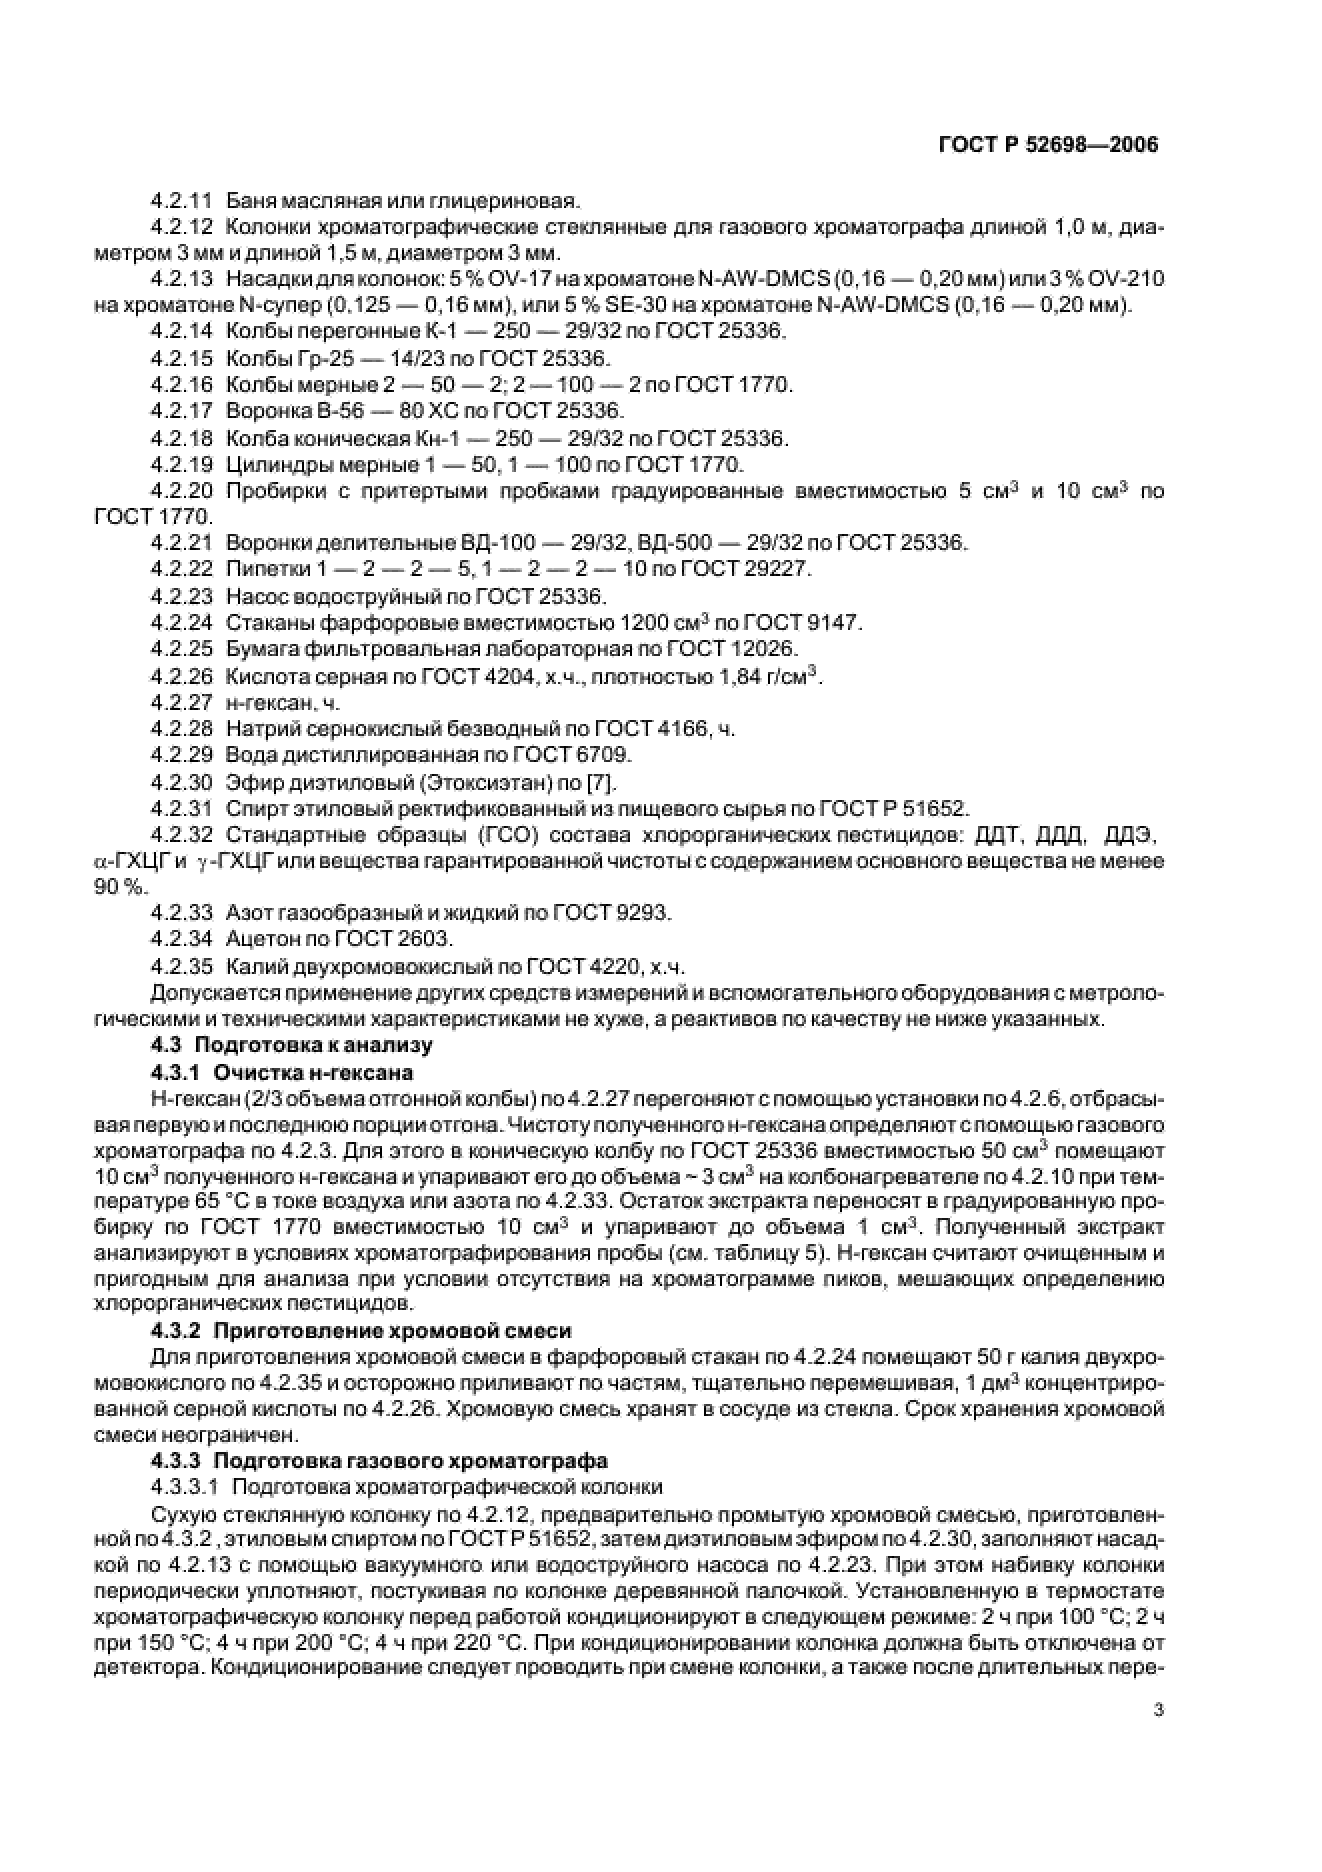 ГОСТ Р 52698—2006
4.2.11 Баня масляная или глицериновая.
4.2.12 Колонки хроматографические стеклянные для газового хроматографа длиной 1,0 м, диа-
метром 3 мм и длиной 1,5 м, диаметром 3 мм.
4.2.13 Насадки для колонок: 5 % OV-17 на хроматоне N-AW-DMCS (0,16 — 0,20 мм) или 3 % OV-210
на хроматоне N-супер (0,125 — 0,16 мм), или 5 % SE-30 на хроматоне N-AW-DMCS (0,16 — 0,20 мм).
4.2.14 Колбы перегонные К-1 — 250 — 29/32 по ГОСТ 25336.
4.2.15 Колбы Гр-25 — 14/23 по ГОСТ 25336.
4.2.16 Колбы мерные 2 — 50 — 2; 2 — 100 — 2 по ГОСТ 1770.
4.2.17 Воронка В-56 — 80 ХС по ГОСТ 25336.
4.2.18 Колба коническая Кн-1 — 250 — 29/32 по ГОСТ 25336.
4.2.19 Цилиндры мерные 1 — 50, 1 — 100 по ГОСТ 1770.
4.2.20 Пробирки с притертыми пробками градуированные вместимостью 5 см³ и 10 см³ по
ГОСТ 1770.
4.2.21 Воронки делительные ВД-100 — 29/32, ВД-500 — 29/32 по ГОСТ 25336.
4.2.22 Пипетки 1 — 2 — 2 — 5, 1 — 2 — 2 — 10 по ГОСТ 29227.
4.2.23 Насос водоструйный по ГОСТ 25336.
4.2.24 Стаканы фарфоровые вместимостью 1200 см³ по ГОСТ 9147.
4.2.25 Бумага фильтровальная лабораторная по ГОСТ 12026.
4.2.26 Кислота серная по ГОСТ 4204, х.ч., плотностью 1,84 г/см³.
4.2.27 н-гексан, ч.
4.2.28 Натрий сернокислый безводный по ГОСТ 4166, ч.
4.2.29 Вода дистиллированная по ГОСТ 6709.
4.2.30 Эфир диэтиловый (Этоксиэтан) по [7].
4.2.31 Спирт этиловый ректификованный из пищевого сырья по ГОСТ Р 51652.
4.2.32 Стандартные образцы (ГСО) состава хлорорганических пестицидов: ДДТ, ДДД, ДДЭ,
α-ГХЦГ и γ-ГХЦГ или вещества гарантированной чистоты с содержанием основного вещества не менее
90 %.
4.2.33 Азот газообразный и жидкий по ГОСТ 9293.
4.2.34 Ацетон по ГОСТ 2603.
4.2.35 Калий двухромовокислый по ГОСТ 4220, х.ч.
Допускается применение других средств измерений и вспомогательного оборудования с метроло-
гическими и техническими характеристиками не хуже, а реактивов по качеству не ниже указанных.
4.3 Подготовка к анализу
4.3.1 Очистка н-гексана
Н-гексан (2/3 объема отгонной колбы) по 4.2.27 перегоняют с помощью установки по 4.2.6, отбрасы-
вая первую и последнюю порции отгона. Чистоту полученного н-гексана определяют с помощью газового
хроматографа по 4.2.3. Для этого в коническую колбу по ГОСТ 25336 вместимостью 50 см³ помещают
10 см³ полученного н-гексана и упаривают его до объема ~ 3 см³ на колбонагревателе по 4.2.10 при тем-
пературе 65 °С в токе воздуха или азота по 4.2.33. Остаток экстракта переносят в градуированную про-
бирку по ГОСТ 1770 вместимостью 10 см³ и упаривают до объема 1 см³. Полученный экстракт
анализируют в условиях хроматографирования пробы (см. таблицу 5). Н-гексан считают очищенным и
пригодным для анализа при условии отсутствия на хроматограмме пиков, мешающих определению
хлорорганических пестицидов.
4.3.2 Приготовление хромовой смеси
Для приготовления хромовой смеси в фарфоровый стакан по 4.2.24 помещают 50 г калия двухро-
мовокислого по 4.2.35 и осторожно приливают по частям, тщательно перемешивая, 1 дм³ концентриро-
ванной серной кислоты по 4.2.26. Хромовую смесь хранят в сосуде из стекла. Срок хранения хромовой
смеси неограничен.
4.3.3 Подготовка газового хроматографа
4.3.3.1 Подготовка хроматографической колонки
Сухую стеклянную колонку по 4.2.12, предварительно промытую хромовой смесью, приготовлен-
ной по 4.3.2 , этиловым спиртом по ГОСТ Р 51652, затем диэтиловым эфиром по 4.2.30, заполняют насад-
кой по 4.2.13 с помощью вакуумного или водоструйного насоса по 4.2.23. При этом набивку колонки
периодически уплотняют, постукивая по колонке деревянной палочкой. Установленную в термостате
хроматографическую колонку перед работой кондиционируют в следующем режиме: 2 ч при 100 °С; 2 ч
при 150 °С; 4 ч при 200 °С; 4 ч при 220 °С. При кондиционировании колонка должна быть отключена от
детектора. Кондиционирование следует проводить при смене колонки, а также после длительных пере-
3